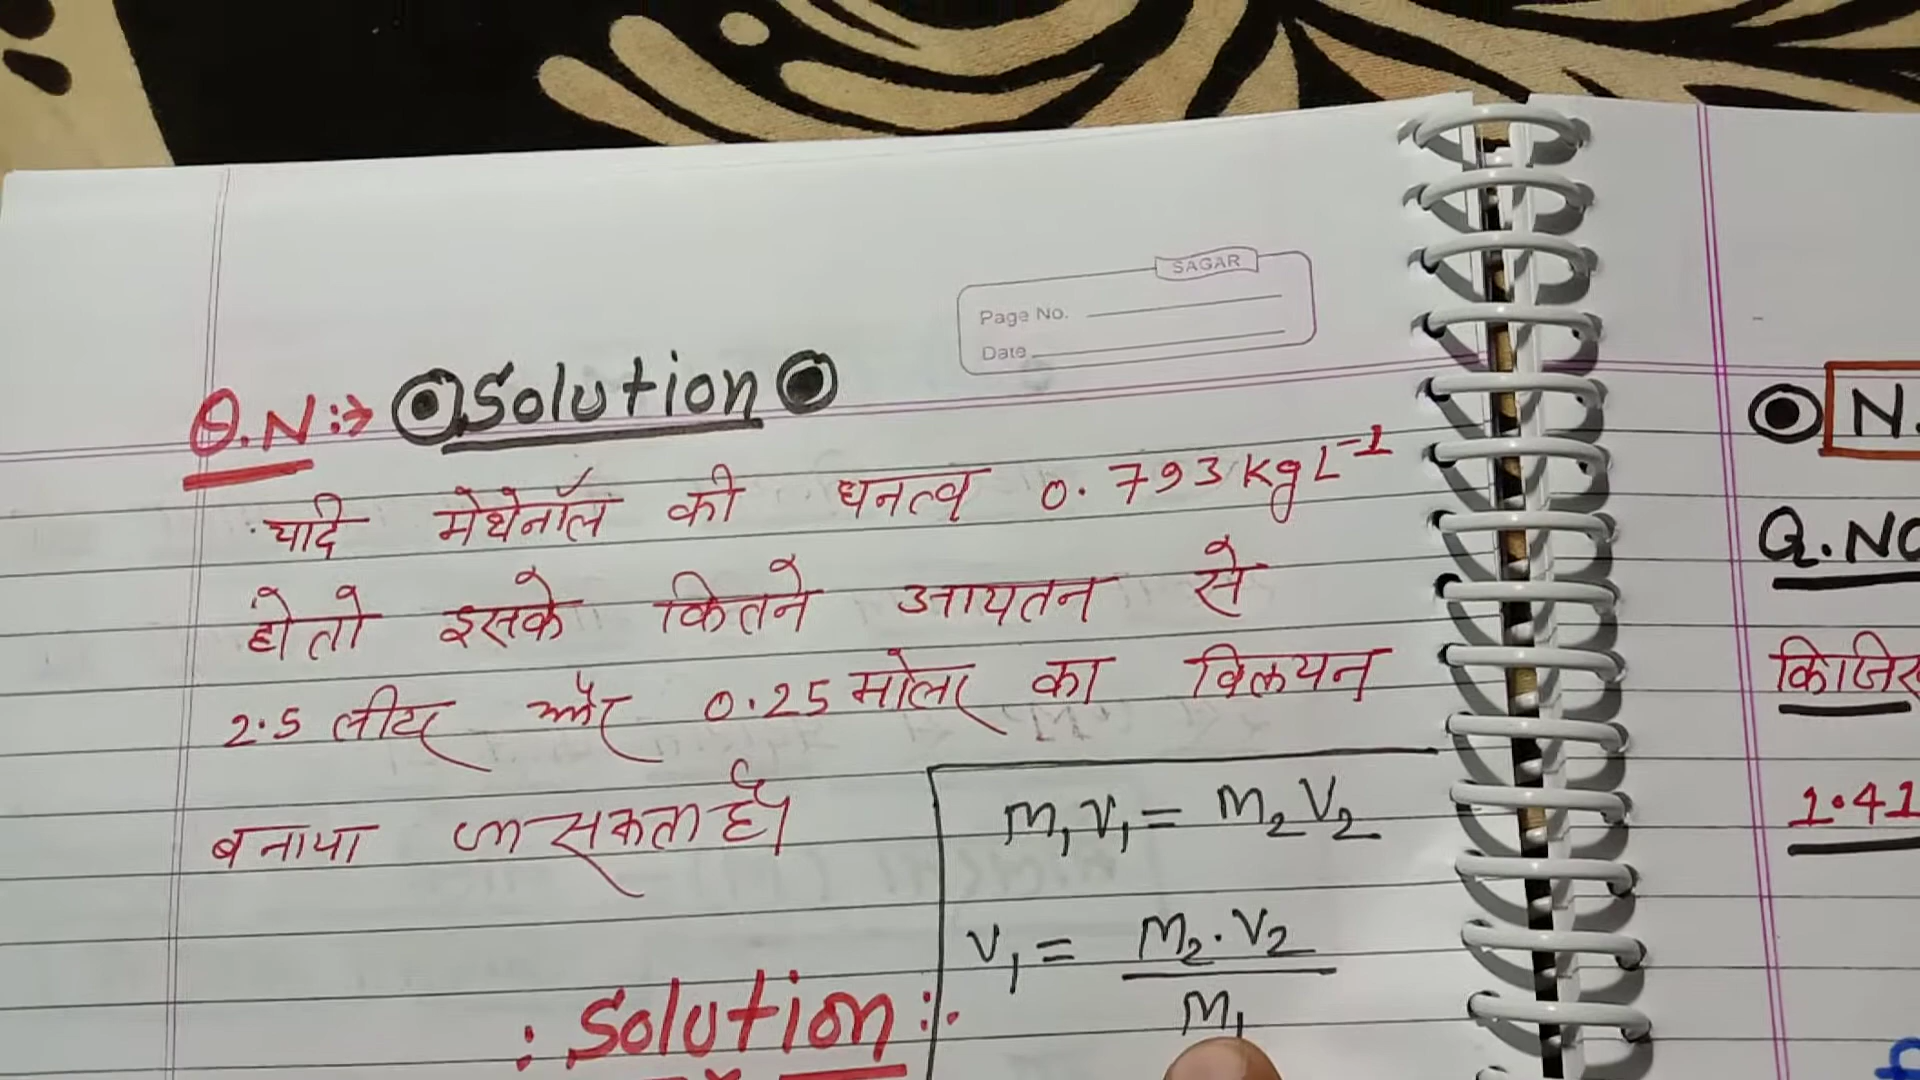 SAGAR
Page No.
Date
Q.N:→ Solution
यदि मेथेनॉल की घनत्व 0.793 kg L⁻¹
हो तो इसके कितने आयतन से
2.5 लीटर और 0.25 मोलर का विलयन
बनाया जा सकता है।
m₁v₁ = m₂v₂
v₁ = m₂.v₂
m₁
: Solution :.
N.
Q.NO
किजिए
1.41